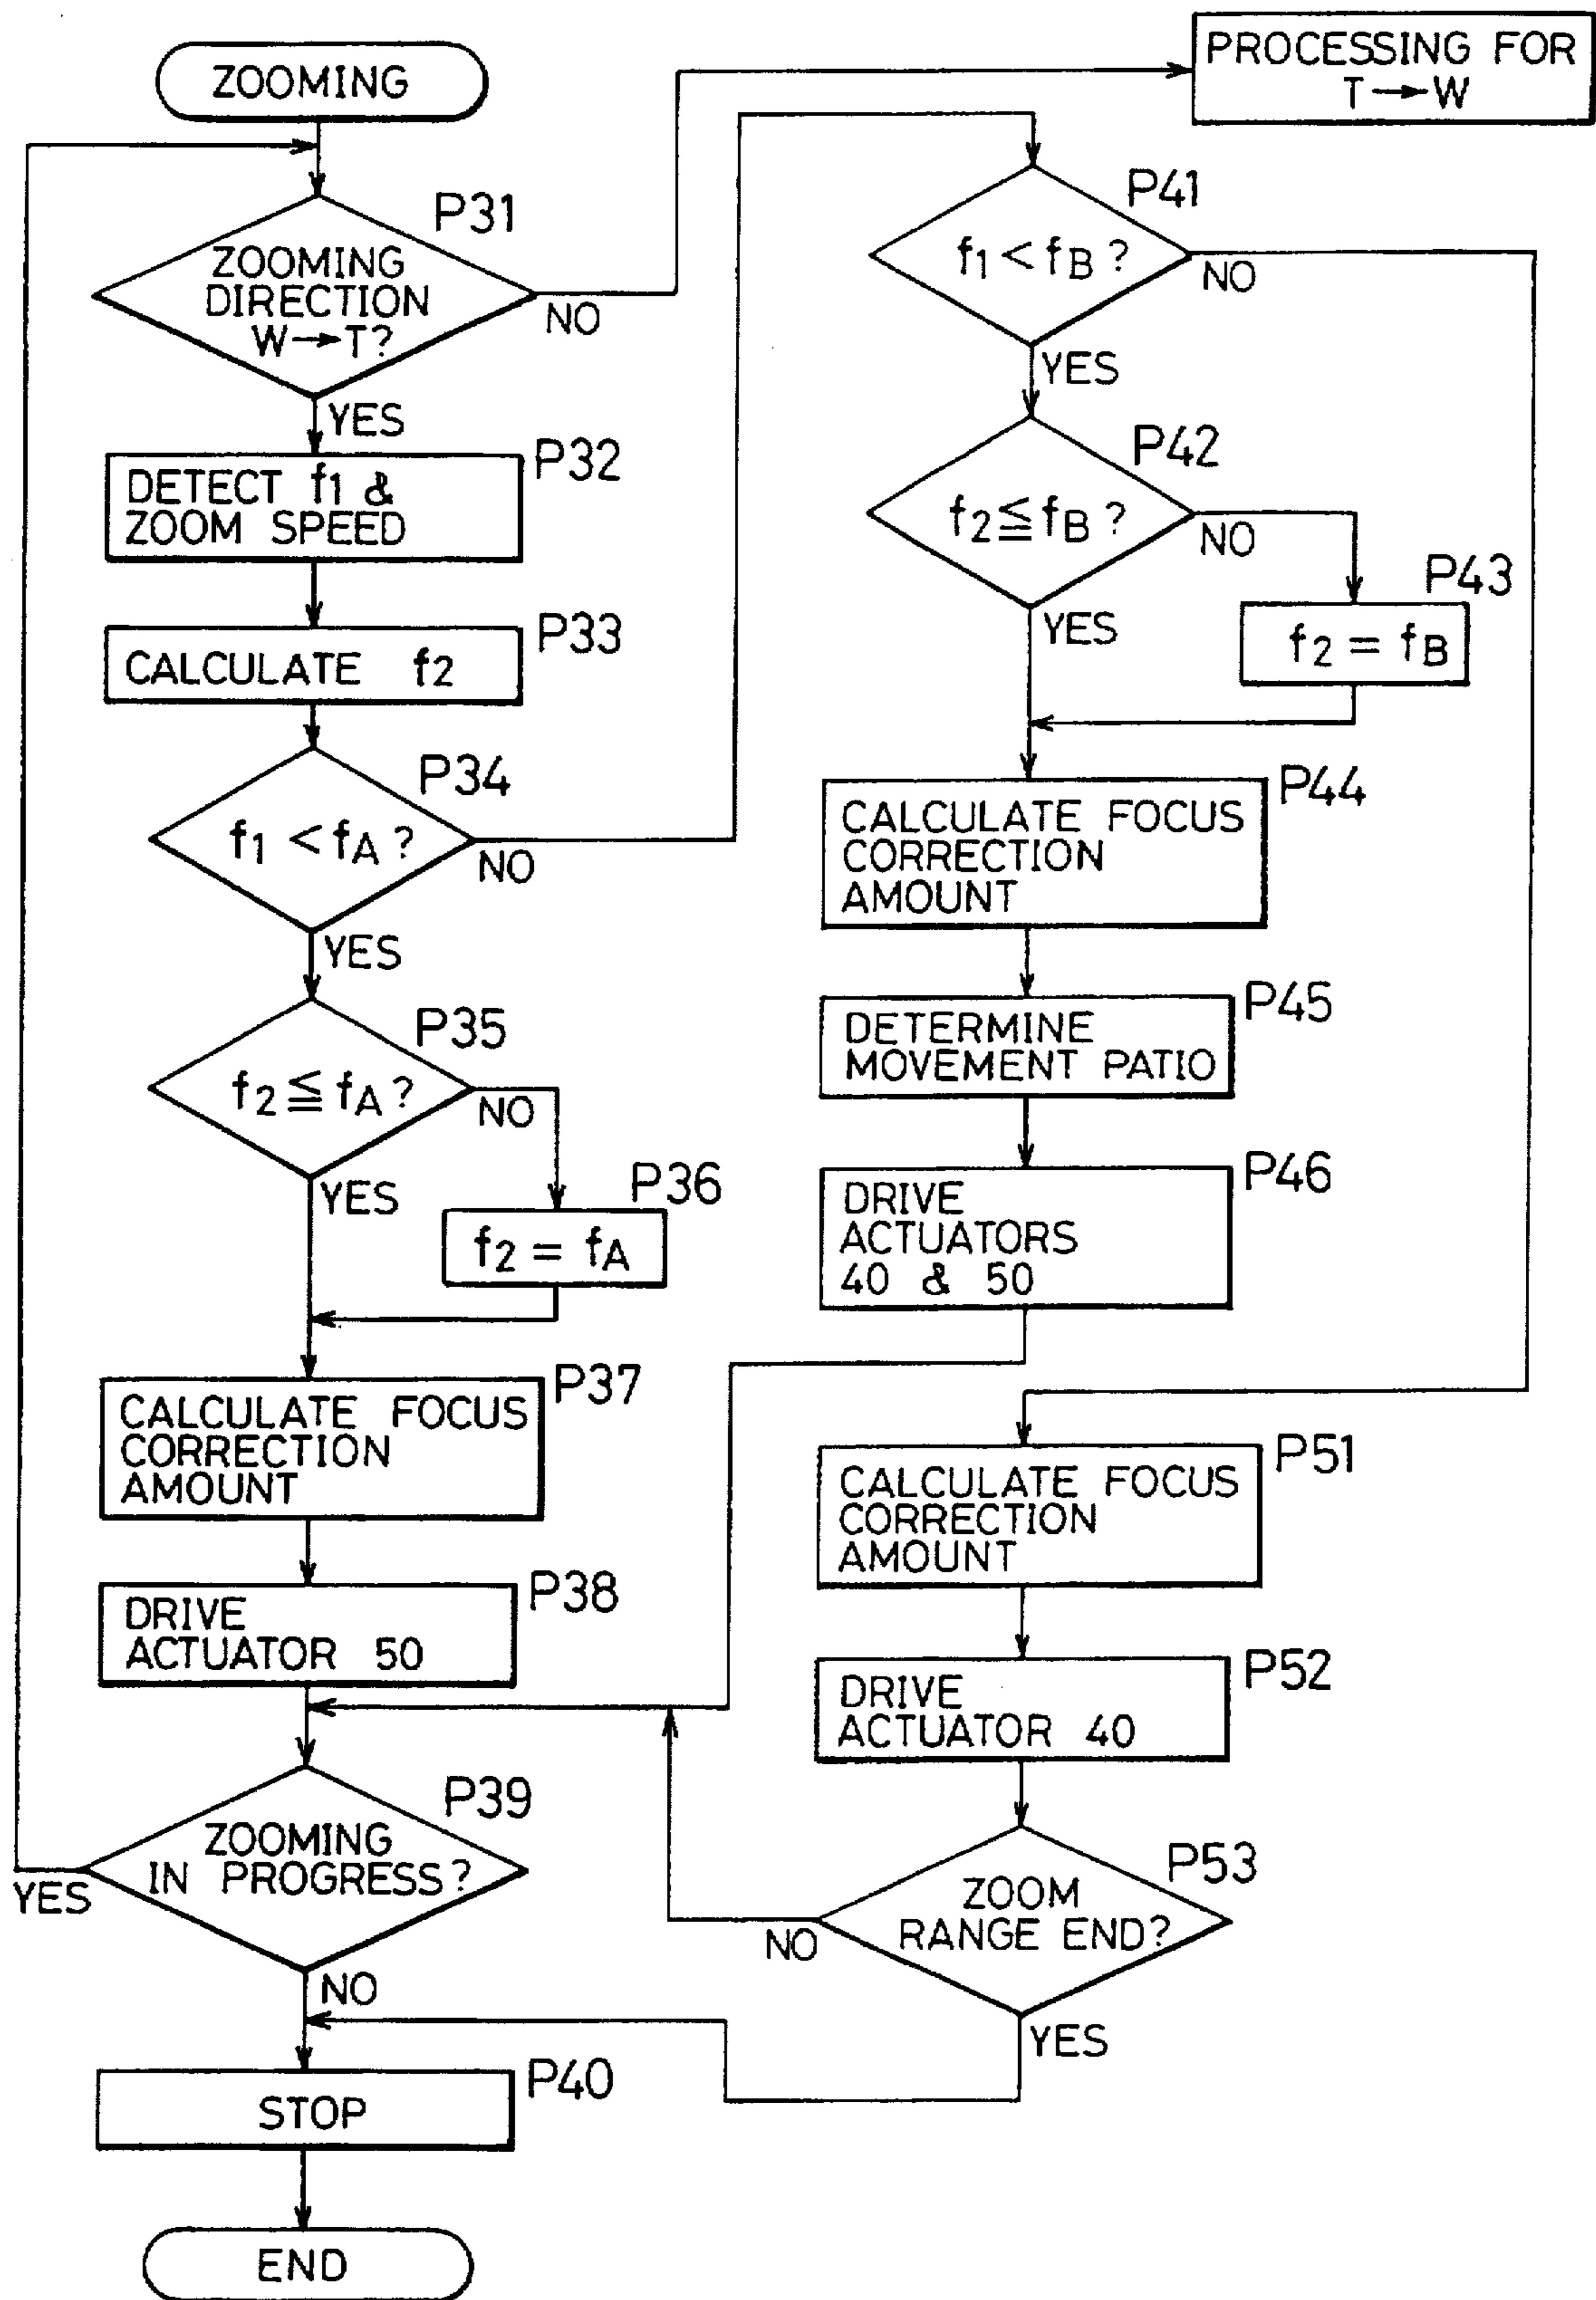 ZOOMING
PROCESSING FOR
T→W
P31
ZOOMING
DIRECTION
W→T?
NO
YES
P32
DETECT f1 &
ZOOM SPEED
P33
CALCULATE f2
P34
f1 < fA ?
NO
YES
P35
f2 ≦ fA ?
NO
YES
P36
f2 = fA
P37
CALCULATE FOCUS
CORRECTION
AMOUNT
P38
DRIVE
ACTUATOR 50
P39
ZOOMING
IN PROGRESS?
YES
NO
P40
STOP
END
P41
f1 < fB ?
NO
YES
P42
f2 ≦ fB ?
NO
YES
P43
f2 = fB
P44
CALCULATE FOCUS
CORRECTION
AMOUNT
P45
DETERMINE
MOVEMENT PATIO
P46
DRIVE
ACTUATORS
40 & 50
P51
CALCULATE FOCUS
CORRECTION
AMOUNT
P52
DRIVE
ACTUATOR 40
P53
ZOOM
RANGE END?
NO
YES